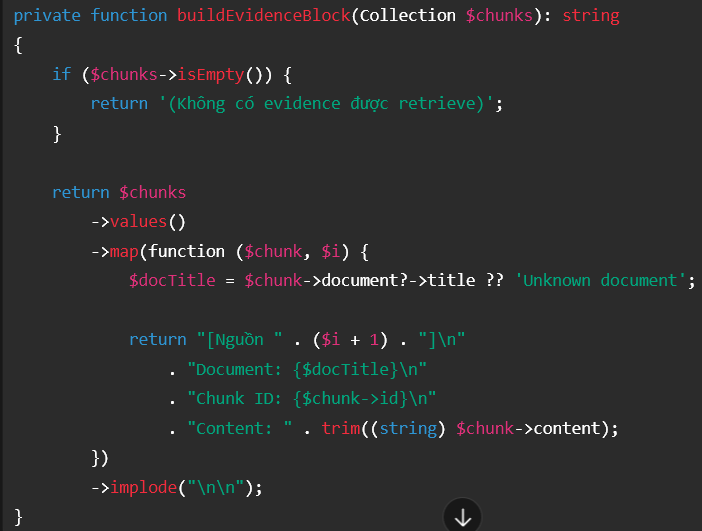 private function buildEvidenceBlock(Collection $chunks): string
{
    if ($chunks->isEmpty()) {
        return '(Không có evidence được retrieve)';
    }

    return $chunks
        ->values()
        ->map(function ($chunk, $i) {
            $docTitle = $chunk->document?->title ?? 'Unknown document';

            return "[Nguồn " . ($i + 1) . "]\n"
                . "Document: {$docTitle}\n"
                . "Chunk ID: {$chunk->id}\n"
                . "Content: " . trim((string) $chunk->content);
        })
        ->implode("\n\n");
}